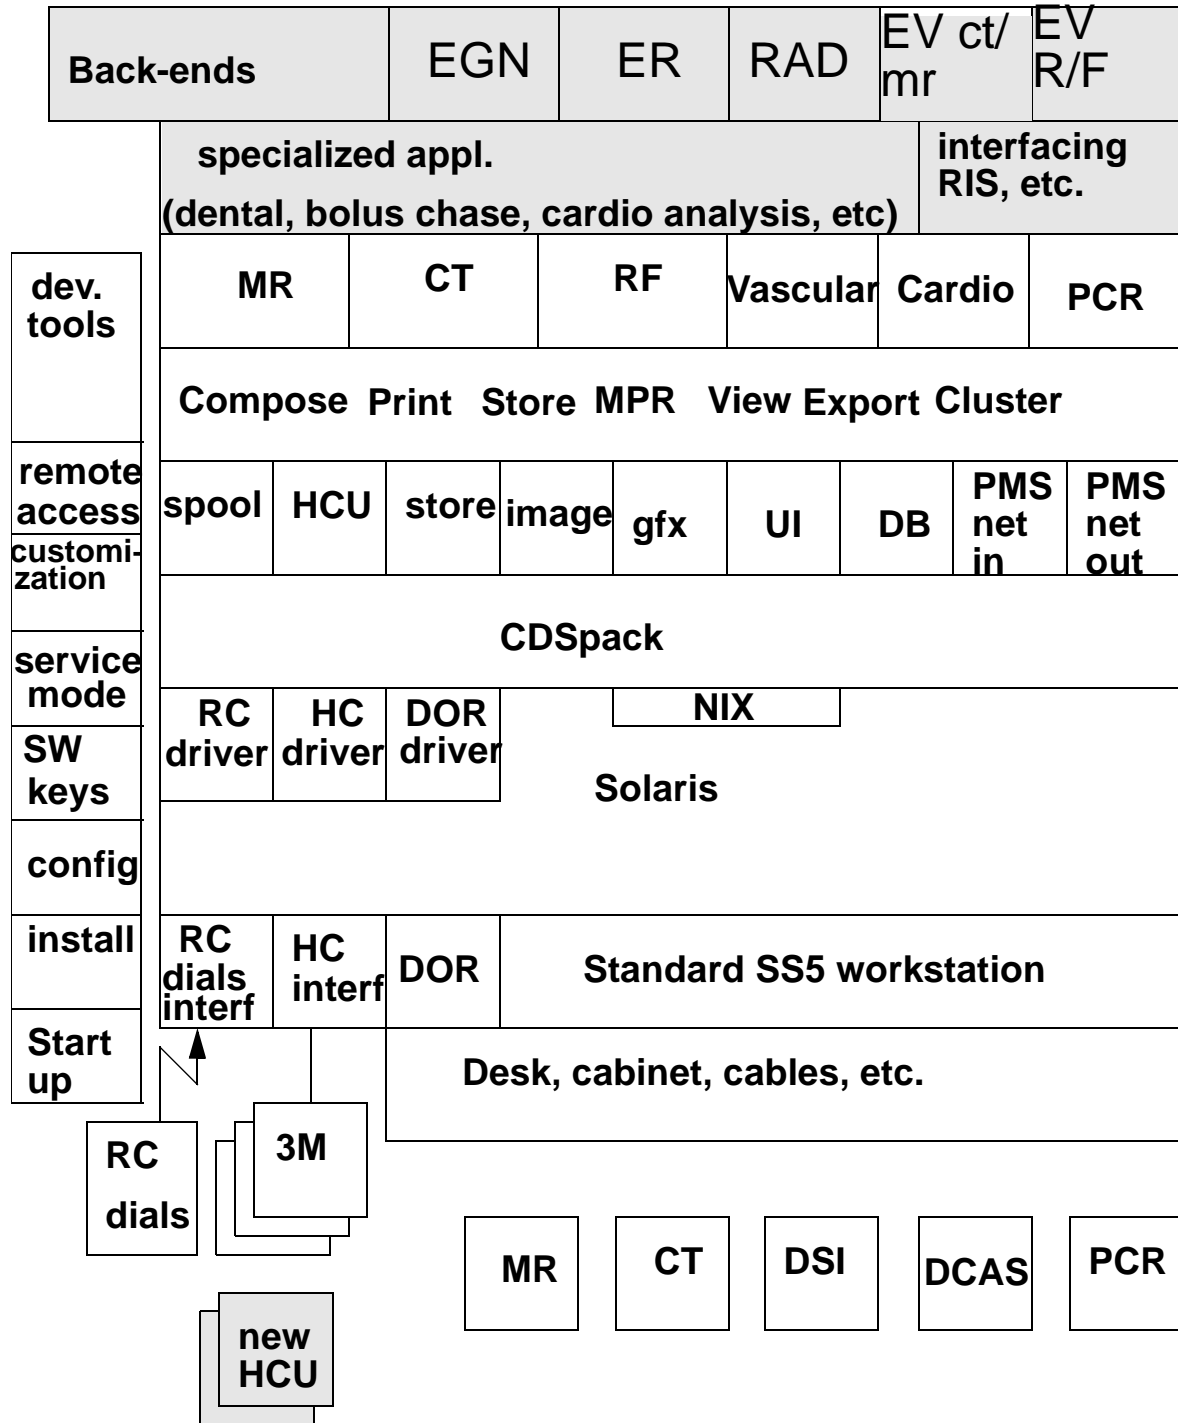 Back-ends
EGN
ER
RAD
EV ct/
mr
EV
R/F
specialized appl.
(dental, bolus chase, cardio analysis, etc)
interfacing
RIS, etc.
MR
CT
RF
Vascular
Cardio
PCR
Compose Print Store MPR View Export Cluster
spool
HCU
store
image
gfx
UI
DB
PMS
net
in
PMS
net
out
CDSpack
RC
driver
HC
driver
DOR
driver
NIX
Solaris
RC
dials
interf
HC
interf
DOR
Standard SS5 workstation
Desk, cabinet, cables, etc.
dev.
tools
remote
access
customi-
zation
service
mode
SW
keys
config
install
Start
up
RC
dials
3M
new
HCU
MR
CT
DSI
DCAS
PCR